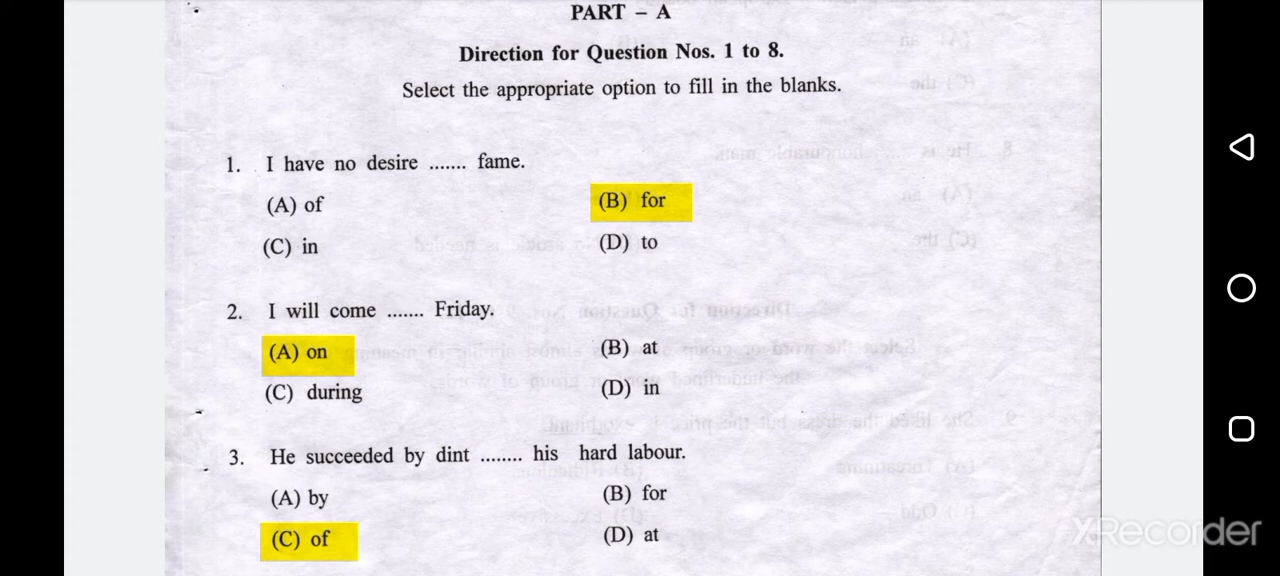 PART – A
Direction for Question Nos. 1 to 8.
Select the appropriate option to fill in the blanks.
1. I have no desire ....... fame.
(A) of (B) for
(C) in (D) to
2. I will come ....... Friday.
(A) on (B) at
(C) during (D) in
3. He succeeded by dint ........ his hard labour.
(A) by (B) for
(C) of (D) at
XRecorder